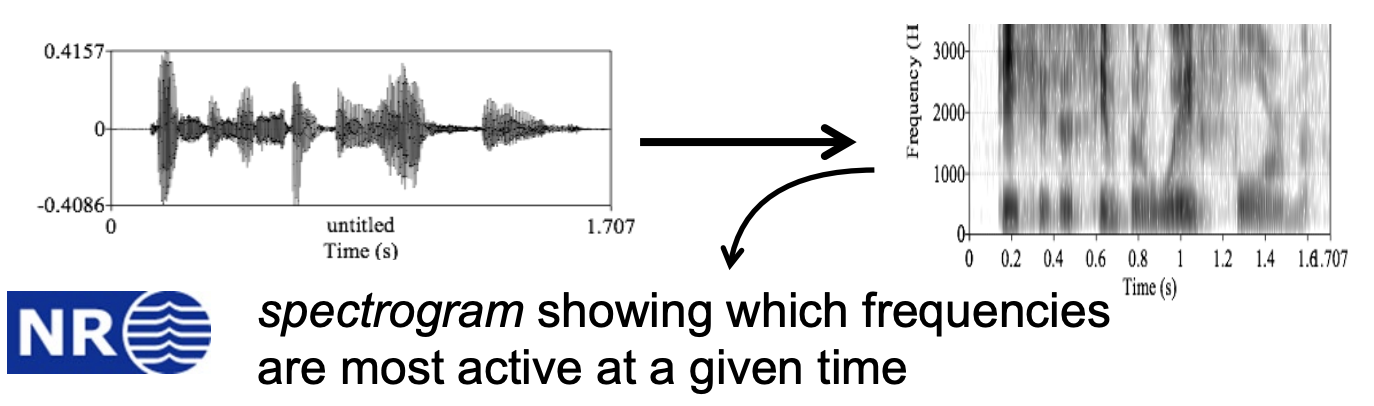 0.4157
0
-0.4086
0
untitled
1.707
Time (s)
Frequency (H
3000
2000
1000
0
0 0.2 0.4 0.6 0.8 1 1.2 1.4 1.61.707
Time (s)
NR
spectrogram showing which frequencies
are most active at a given time